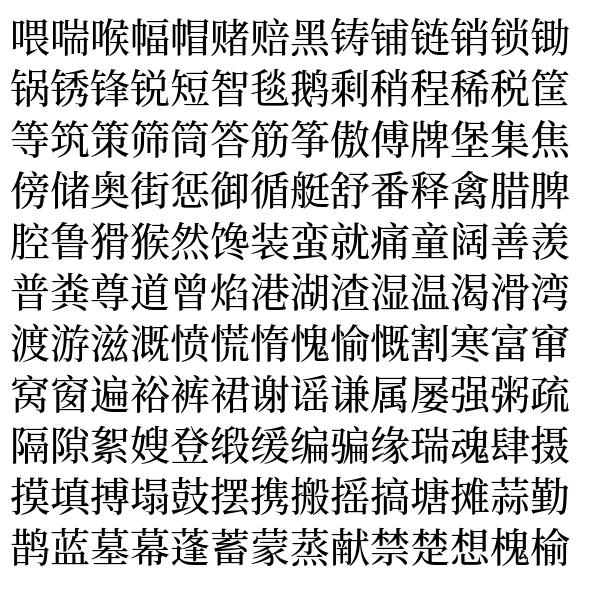 喂喘喉幅帽赌赔黑铸铺链销锁锄
锅锈锋锐短智毯鹅剩稍程稀税筐
等筑策筛筒答筋筝傲傅牌堡集焦
傍储奥街惩御循艇舒番释禽腊脾
腔鲁猾猴然馋装蛮就痛童阔善羡
普粪尊道曾焰港湖渣湿温渴滑湾
渡游滋溉愤慌惰愧愉慨割寒富窜
窝窗遍裕裤裙谢谣谦属屡强粥疏
隔隙絮嫂登缎缓编骗缘瑞魂肆摄
摸填搏塌鼓摆携搬摇搞塘摊蒜勤
鹊蓝墓幕蓬蓄蒙蒸献禁楚想槐榆